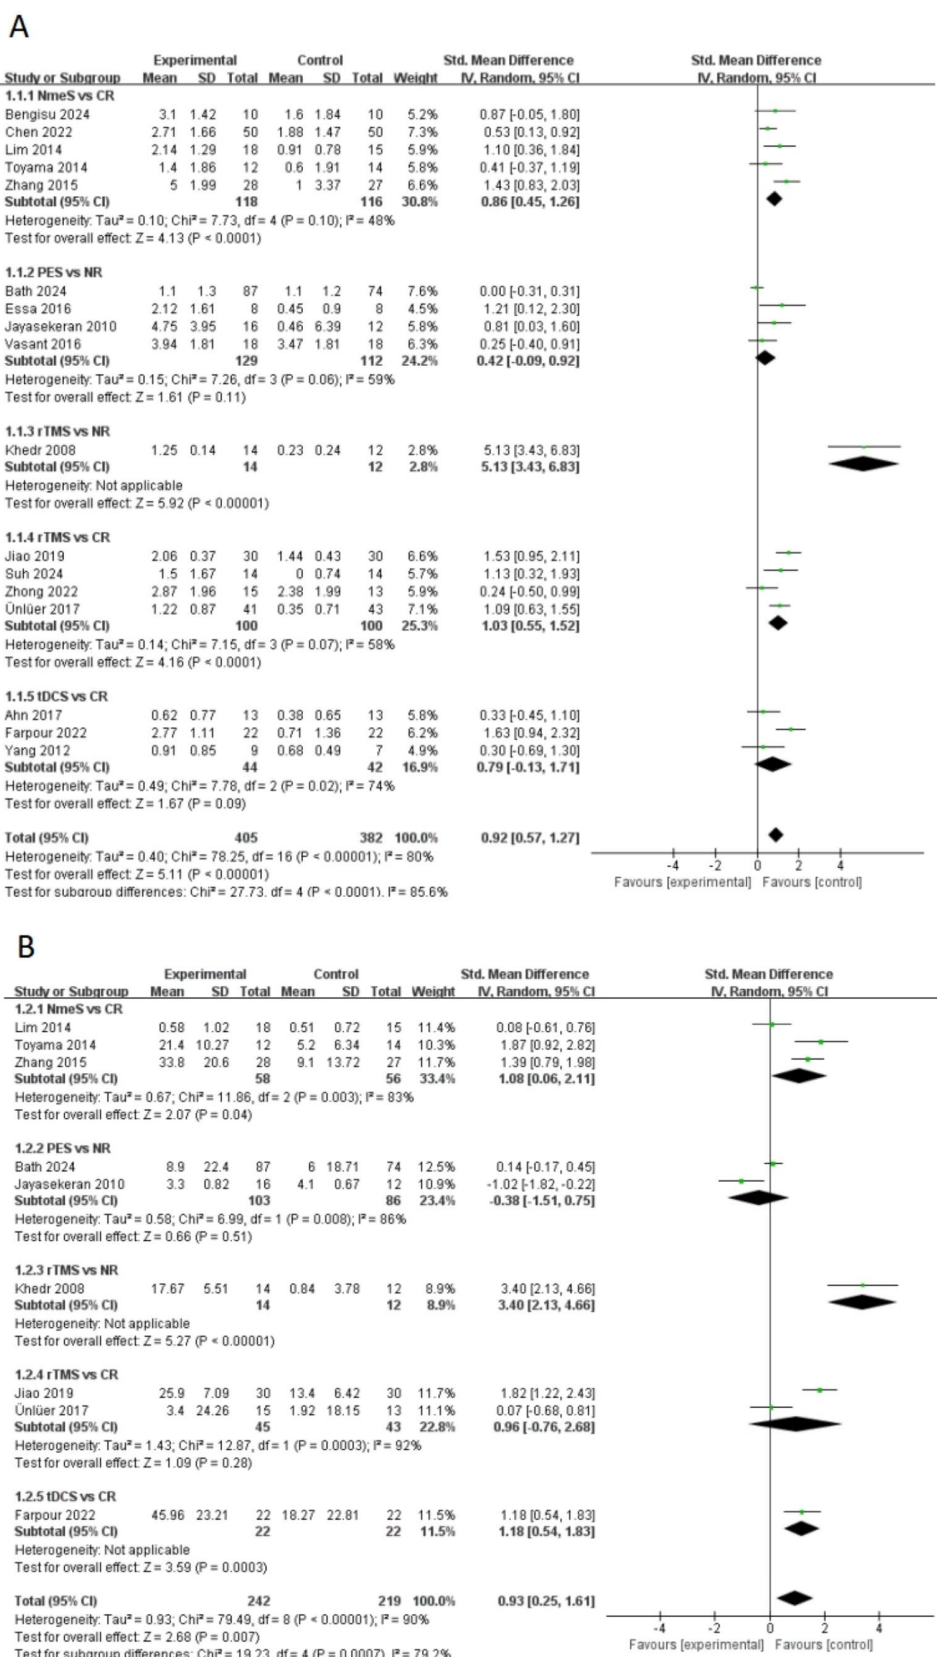 A
Experimental Control Std. Mean Difference Std. Mean Difference
Study or Subgroup Mean SD Total Mean SD Total Weight IV, Random, 95% CI IV, Random, 95% CI
1.1.1 NmeS vs CR
Bengisu 2024 3.1 1.42 10 1.6 1.84 10 5.2% 0.87 [-0.05, 1.80]
Chen 2022 2.71 1.66 50 1.88 1.47 50 7.3% 0.53 [0.13, 0.92]
Lim 2014 2.14 1.29 18 0.91 0.78 15 5.9% 1.10 [0.36, 1.84]
Toyama 2014 1.4 1.86 12 0.6 1.91 14 5.8% 0.41 [-0.37, 1.19]
Zhang 2015 5 1.99 28 1 3.37 27 6.6% 1.43 [0.83, 2.03]
Subtotal (95% CI) 118 116 30.8% 0.86 [0.45, 1.26]
Heterogeneity: Tau² = 0.10; Chi² = 7.73, df = 4 (P = 0.10); I² = 48%
Test for overall effect: Z = 4.13 (P < 0.0001)
1.1.2 PES vs NR
Bath 2024 1.1 1.3 87 1.1 1.2 74 7.6% 0.00 [-0.31, 0.31]
Essa 2016 2.12 1.61 8 0.45 0.9 8 4.5% 1.21 [0.12, 2.30]
Jayasekeran 2010 4.75 3.95 16 0.46 6.39 12 5.8% 0.81 [0.03, 1.60]
Vasant 2016 3.94 1.81 18 3.47 1.81 18 6.3% 0.25 [-0.40, 0.91]
Subtotal (95% CI) 129 112 24.2% 0.42 [-0.09, 0.92]
Heterogeneity: Tau² = 0.15; Chi² = 7.26, df = 3 (P = 0.06); I² = 59%
Test for overall effect: Z = 1.61 (P = 0.11)
1.1.3 rTMS vs NR
Khedr 2008 1.25 0.14 14 0.23 0.24 12 2.8% 5.13 [3.43, 6.83]
Subtotal (95% CI) 14 12 2.8% 5.13 [3.43, 6.83]
Heterogeneity: Not applicable
Test for overall effect: Z = 5.92 (P < 0.00001)
1.1.4 rTMS vs CR
Jiao 2019 2.06 0.37 30 1.44 0.43 30 6.6% 1.53 [0.95, 2.11]
Suh 2024 1.5 1.67 14 0 0.74 14 5.7% 1.13 [0.32, 1.93]
Zhong 2022 2.87 1.96 15 2.38 1.99 13 5.9% 0.24 [-0.50, 0.99]
Ünlüer 2017 1.22 0.87 41 0.35 0.71 43 7.1% 1.09 [0.63, 1.55]
Subtotal (95% CI) 100 100 25.3% 1.03 [0.55, 1.52]
Heterogeneity: Tau² = 0.14; Chi² = 7.15, df = 3 (P = 0.07); I² = 58%
Test for overall effect: Z = 4.16 (P < 0.0001)
1.1.5 tDCS vs CR
Ahn 2017 0.62 0.77 13 0.38 0.65 13 5.8% 0.33 [-0.45, 1.10]
Farpour 2022 2.77 1.11 22 0.71 1.36 22 6.2% 1.63 [0.94, 2.32]
Yang 2012 0.91 0.85 9 0.68 0.49 7 4.9% 0.30 [-0.69, 1.30]
Subtotal (95% CI) 44 42 16.9% 0.79 [-0.13, 1.71]
Heterogeneity: Tau² = 0.49; Chi² = 7.78, df = 2 (P = 0.02); I² = 74%
Test for overall effect: Z = 1.67 (P = 0.09)
Total (95% CI) 405 382 100.0% 0.92 [0.57, 1.27]
Heterogeneity: Tau² = 0.40; Chi² = 78.25, df = 16 (P < 0.00001); I² = 80%
Test for overall effect: Z = 5.11 (P < 0.00001)
Test for subgroup differences: Chi² = 27.73. df = 4 (P < 0.0001). I² = 85.6%
-4 -2 0 2 4
Favours [experimental] Favours [control]
B
Experimental Control Std. Mean Difference Std. Mean Difference
Study or Subgroup Mean SD Total Mean SD Total Weight IV, Random, 95% CI IV, Random, 95% CI
1.2.1 NmeS vs CR
Lim 2014 0.58 1.02 18 0.51 0.72 15 11.4% 0.08 [-0.61, 0.76]
Toyama 2014 21.4 10.27 12 5.2 6.34 14 10.3% 1.87 [0.92, 2.82]
Zhang 2015 33.8 20.6 28 9.1 13.72 27 11.7% 1.39 [0.79, 1.98]
Subtotal (95% CI) 58 56 33.4% 1.08 [0.06, 2.11]
Heterogeneity: Tau² = 0.67; Chi² = 11.86, df = 2 (P = 0.003); I² = 83%
Test for overall effect: Z = 2.07 (P = 0.04)
1.2.2 PES vs NR
Bath 2024 8.9 22.4 87 6 18.71 74 12.5% 0.14 [-0.17, 0.45]
Jayasekeran 2010 3.3 0.82 16 4.1 0.67 12 10.9% -1.02 [-1.82, -0.22]
Subtotal (95% CI) 103 86 23.4% -0.38 [-1.51, 0.75]
Heterogeneity: Tau² = 0.58; Chi² = 6.99, df = 1 (P = 0.008); I² = 86%
Test for overall effect: Z = 0.66 (P = 0.51)
1.2.3 rTMS vs NR
Khedr 2008 17.67 5.51 14 0.84 3.78 12 8.9% 3.40 [2.13, 4.66]
Subtotal (95% CI) 14 12 8.9% 3.40 [2.13, 4.66]
Heterogeneity: Not applicable
Test for overall effect: Z = 5.27 (P < 0.00001)
1.2.4 rTMS vs CR
Jiao 2019 25.9 7.09 30 13.4 6.42 30 11.7% 1.82 [1.22, 2.43]
Ünlüer 2017 3.4 24.26 15 1.92 18.15 13 11.1% 0.07 [-0.68, 0.81]
Subtotal (95% CI) 45 43 22.8% 0.96 [-0.76, 2.68]
Heterogeneity: Tau² = 1.43; Chi² = 12.87, df = 1 (P = 0.0003); I² = 92%
Test for overall effect: Z = 1.09 (P = 0.28)
1.2.5 tDCS vs CR
Farpour 2022 45.96 23.21 22 18.27 22.81 22 11.5% 1.18 [0.54, 1.83]
Subtotal (95% CI) 22 22 11.5% 1.18 [0.54, 1.83]
Heterogeneity: Not applicable
Test for overall effect: Z = 3.59 (P = 0.0003)
Total (95% CI) 242 219 100.0% 0.93 [0.25, 1.61]
Heterogeneity: Tau² = 0.93; Chi² = 79.49, df = 8 (P < 0.00001); I² = 90%
Test for overall effect: Z = 2.68 (P = 0.007)
Test for subgroup differences: Chi² = 19.23. df = 4 (P = 0.0007). I² = 79.2%
-4 -2 0 2 4
Favours [experimental] Favours [control]